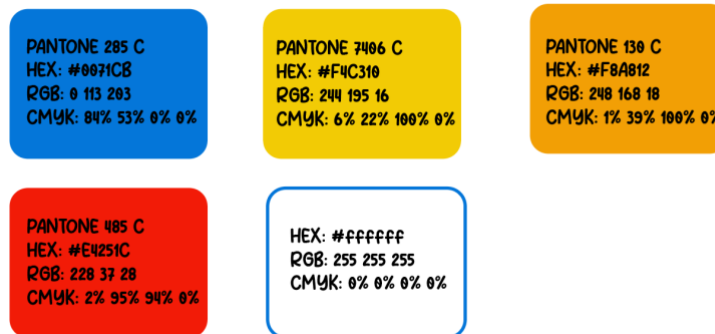 PANTONE 285 C
HEX: #0071CB
RGB: 0 113 203
CMYK: 84% 53% 0% 0%
PANTONE 7406 C
HEX: #F4C310
RGB: 244 195 16
CMYK: 6% 22% 100% 0%
PANTONE 130 C
HEX: #F8A812
RGB: 248 168 18
CMYK: 1% 39% 100% 0%
PANTONE 485 C
HEX: #E4251C
RGB: 228 37 28
CMYK: 2% 95% 94% 0%
HEX: #ffffff
RGB: 255 255 255
CMYK: 0% 0% 0% 0%